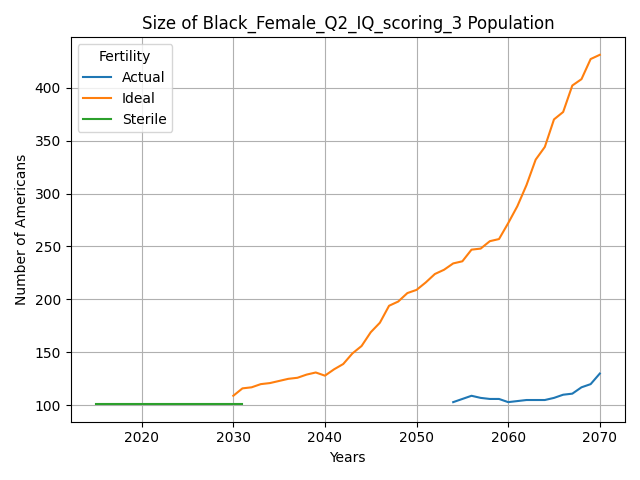 Size of Black_Female_Q2_IQ_scoring_3 Population
Fertility
Actual
Ideal
Sterile
Number of Americans
400
350
300
250
200
150
100
2020 2030 2040 2050 2060 2070
Years